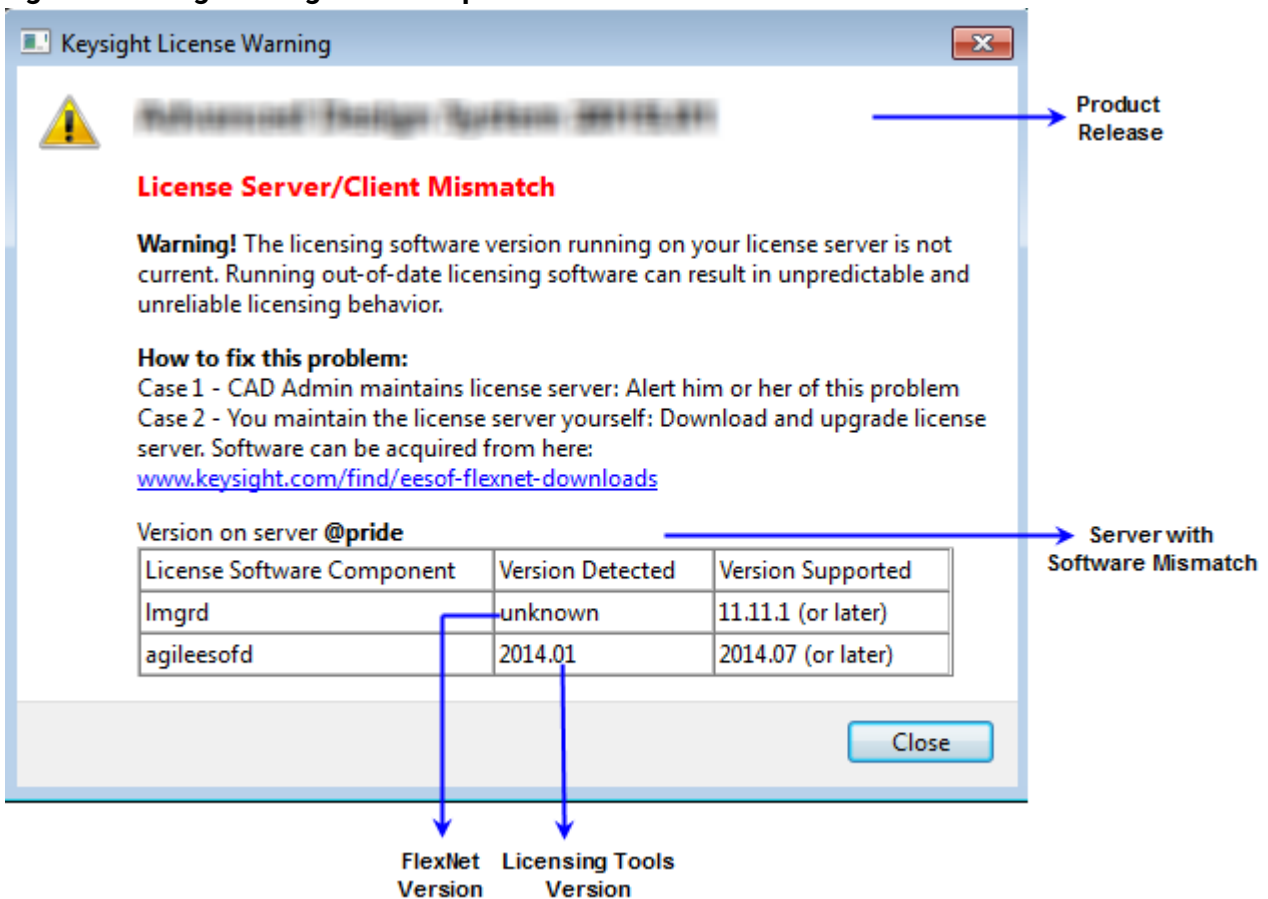 Keysight License Warning
Product
Release
License Server/Client Mismatch
Warning! The licensing software version running on your license server is not
current. Running out-of-date licensing software can result in unpredictable and
unreliable licensing behavior.
How to fix this problem:
Case 1 - CAD Admin maintains license server: Alert him or her of this problem
Case 2 - You maintain the license server yourself: Download and upgrade license
server. Software can be acquired from here:
www.keysight.com/find/eesof-flexnet-downloads
Version on server @pride
Server with
Software Mismatch
License Software Component Version Detected Version Supported
lmgrd unknown 11.11.1 (or later)
agileesofd 2014.01 2014.07 (or later)
Close
FlexNet
Version
Licensing Tools
Version